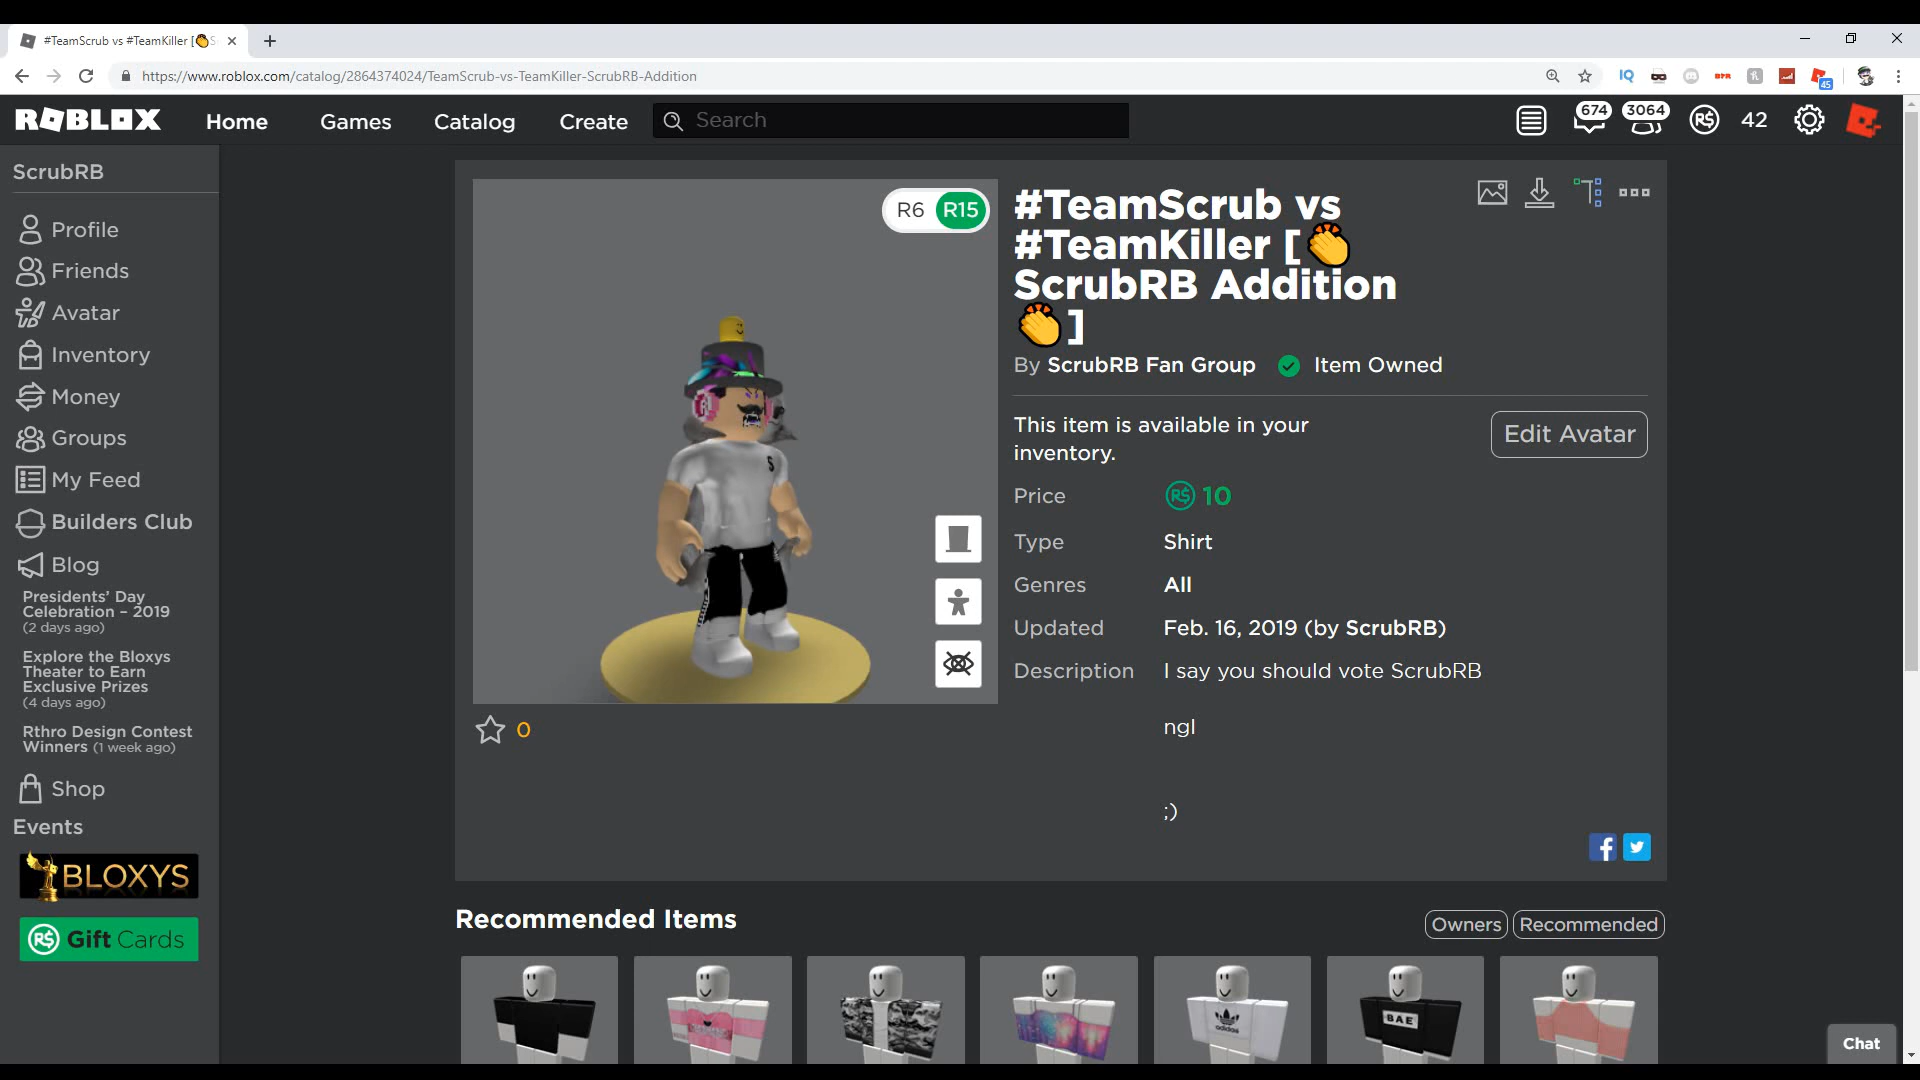 #TeamScrub vs #TeamKiller [👏S
https://www.roblox.com/catalog/2864374024/TeamScrub-vs-TeamKiller-ScrubRB-Addition
IQ
45
ROBLOX
Home
Games
Catalog
Create
Search
674
3064
R$
42
ScrubRB
Profile
Friends
Avatar
Inventory
Money
Groups
My Feed
Builders Club
Blog
Presidents' Day
Celebration – 2019
(2 days ago)
Explore the Bloxys
Theater to Earn
Exclusive Prizes
(4 days ago)
Rthro Design Contest
Winners (1 week ago)
Shop
Events
BLOXYS
R$ Gift Cards
R6
R15
S
0
#TeamScrub vs
#TeamKiller [👏
ScrubRB Addition
👏]
By ScrubRB Fan Group
Item Owned
This item is available in your
inventory.
Edit Avatar
Price
R$ 10
Type
Shirt
Genres
All
Updated
Feb. 16, 2019 (by ScrubRB)
Description
I say you should vote ScrubRB
ngl
;)
Recommended Items
Owners
Recommended
adidas
BAE
Chat